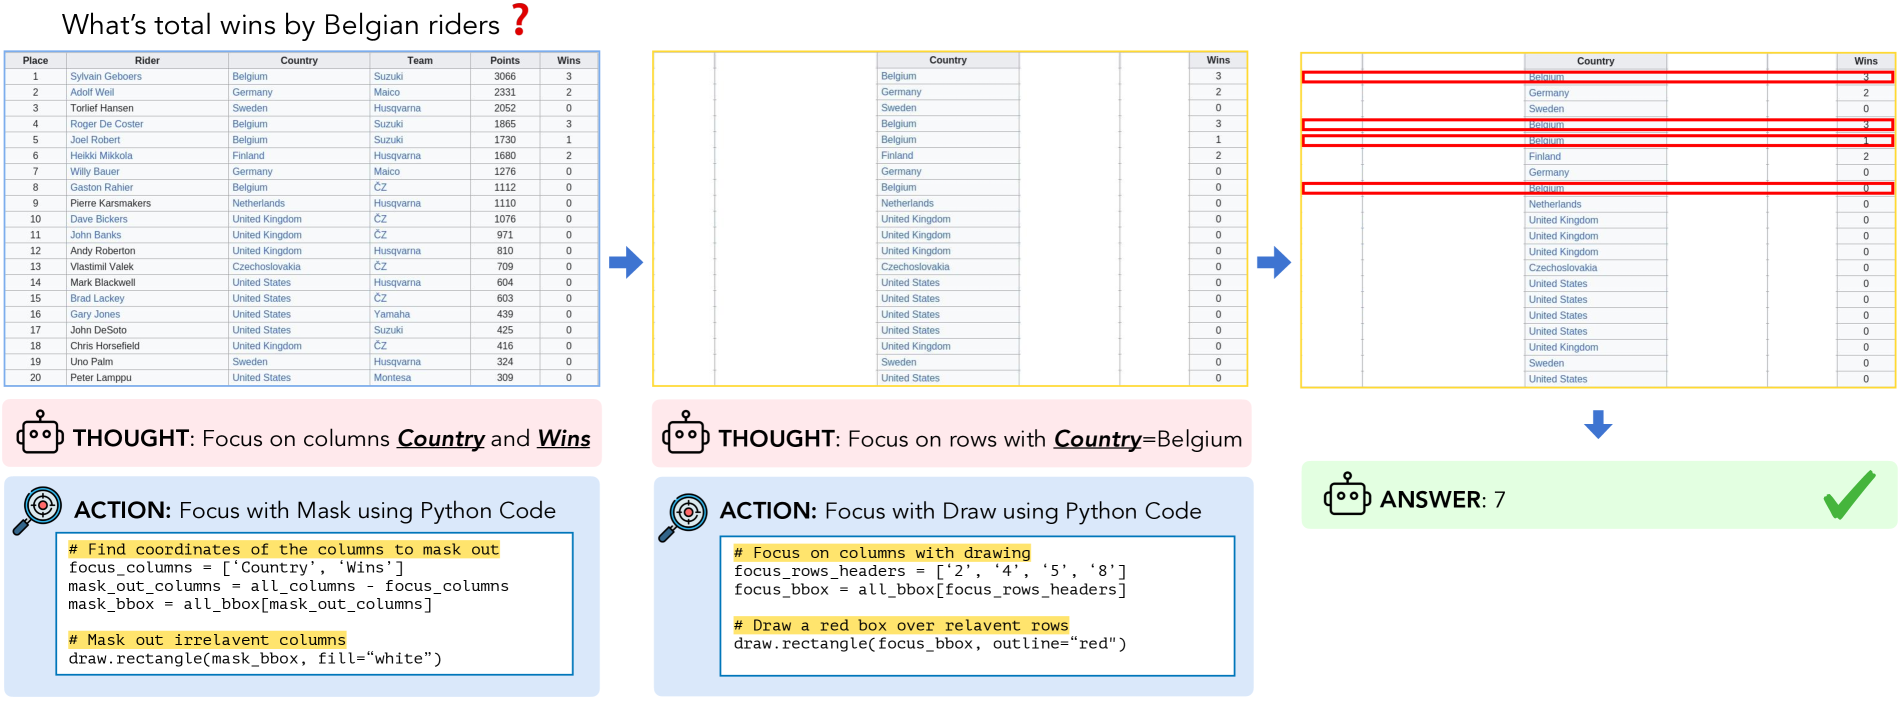 What's total wins by Belgian riders ?
Place Rider Country Team Points Wins
1 Sylvain Geboers Belgium Suzuki 3066 3
2 Adolf Weil Germany Maico 2331 2
3 Torlief Hansen Sweden Husqvarna 2052 0
4 Roger De Coster Belgium Suzuki 1865 3
5 Joel Robert Belgium Suzuki 1730 1
6 Heikki Mikkola Finland Husqvarna 1680 2
7 Willy Bauer Germany Maico 1276 0
8 Gaston Rahier Belgium ČZ 1112 0
9 Pierre Karsmakers Netherlands Husqvarna 1110 0
10 Dave Bickers United Kingdom ČZ 1076 0
11 John Banks United Kingdom ČZ 971 0
12 Andy Roberton United Kingdom Husqvarna 810 0
13 Vlastimil Valek Czechoslovakia ČZ 709 0
14 Mark Blackwell United States Husqvarna 604 0
15 Brad Lackey United States ČZ 603 0
16 Gary Jones United States Yamaha 439 0
17 John DeSoto United States Suzuki 425 0
18 Chris Horsefield United Kingdom ČZ 416 0
19 Uno Palm Sweden Husqvarna 324 0
20 Peter Lamppu United States Montesa 309 0
THOUGHT: Focus on columns Country and Wins
ACTION: Focus with Mask using Python Code
# Find coordinates of the columns to mask out
focus_columns = [‘Country’, ‘Wins’]
mask_out_columns = all_columns - focus_columns
mask_bbox = all_bbox[mask_out_columns]
# Mask out irrelavent columns
draw.rectangle(mask_bbox, fill=“white”)
Country Wins
Belgium 3
Germany 2
Sweden 0
Belgium 3
Belgium 1
Finland 2
Germany 0
Belgium 0
Netherlands 0
United Kingdom 0
United Kingdom 0
United Kingdom 0
Czechoslovakia 0
United States 0
United States 0
United States 0
United States 0
United Kingdom 0
Sweden 0
United States 0
THOUGHT: Focus on rows with Country=Belgium
ACTION: Focus with Draw using Python Code
# Focus on columns with drawing
focus_rows_headers = [‘2’, ‘4’, ‘5’, ‘8’]
focus_bbox = all_bbox[focus_rows_headers]
# Draw a red box over relavent rows
draw.rectangle(focus_bbox, outline=“red")
Country Wins
Belgium 3
Germany 2
Sweden 0
Belgium 3
Belgium 1
Finland 2
Germany 0
Belgium 0
Netherlands 0
United Kingdom 0
United Kingdom 0
United Kingdom 0
Czechoslovakia 0
United States 0
United States 0
United States 0
United States 0
United Kingdom 0
Sweden 0
United States 0
ANSWER: 7